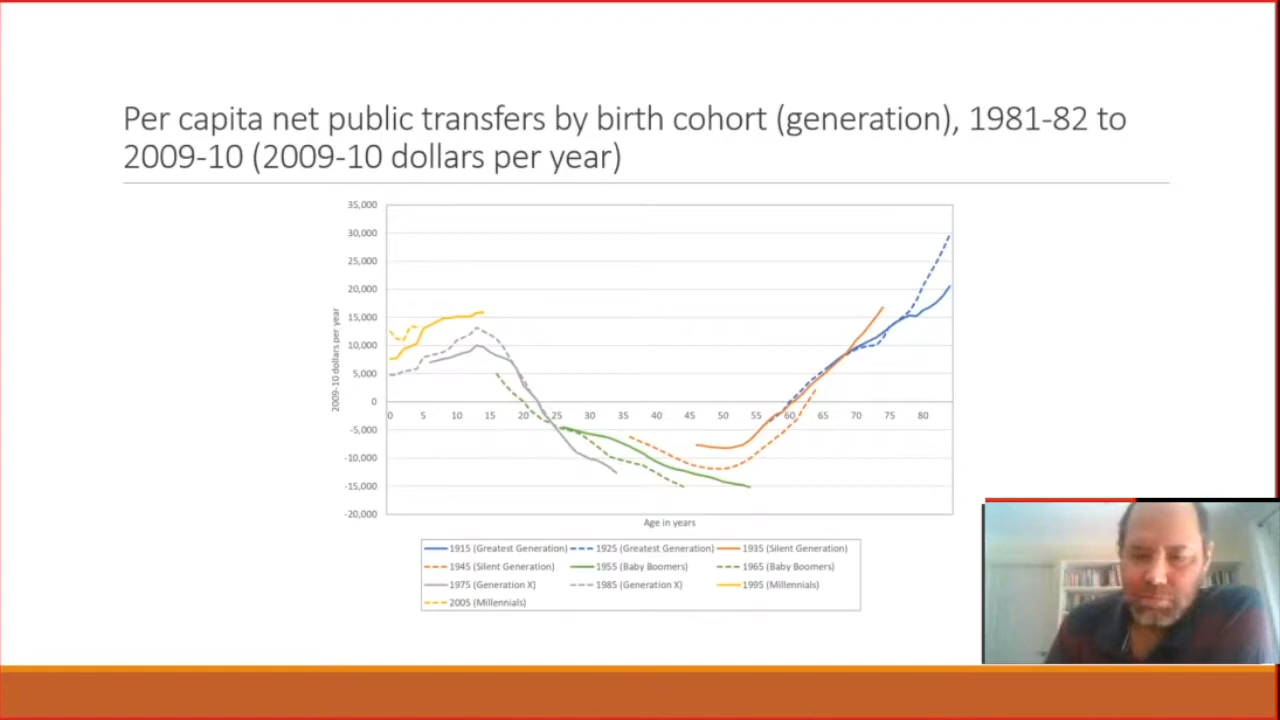 Per capita net public transfers by birth cohort (generation), 1981-82 to
2009-10 (2009-10 dollars per year)
35,000
30,000
25,000
20,000
15,000
10,000
5,000
0
-5,000
-10,000
-15,000
-20,000
2009-10 dollars per year
0 5 10 15 20 25 30 35 40 45 50 55 60 65 70 75 80
Age in years
1915 (Greatest Generation) 1925 (Greatest Generation) 1935 (Silent Generation)
1945 (Silent Generation) 1955 (Baby Boomers) 1965 (Baby Boomers)
1975 (Generation X) 1985 (Generation X) 1995 (Millennials)
2005 (Millennials)